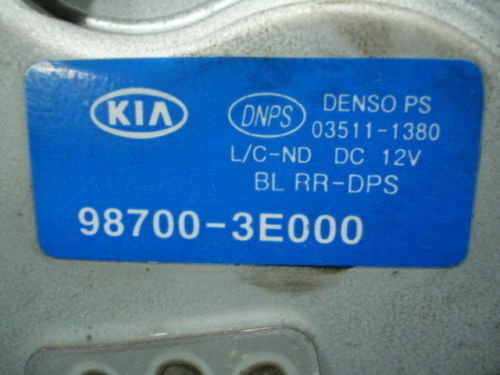 KIA
DNPS
DENSO PS
03511-1380
L/C-ND DC 12V
BL RR-DPS
98700-3E000